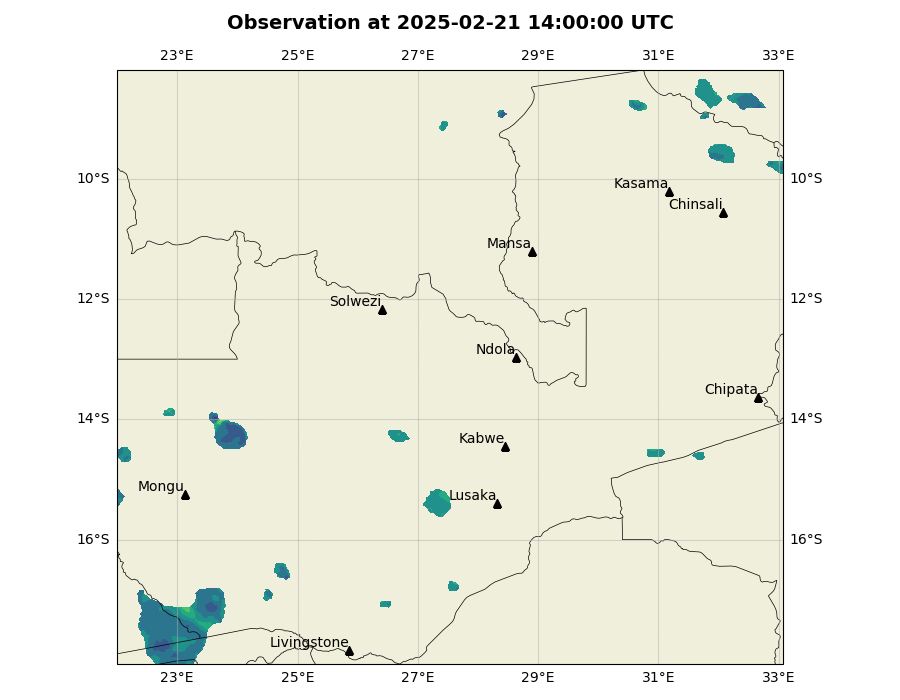 Observation at 2025-02-21 14:00:00 UTC
23°E 25°E 27°E 29°E 31°E 33°E
10°S 10°S
Kasama
Chinsali
Mansa
12°S 12°S
Solwezi
Ndola
Chipata
14°S 14°S
Kabwe
Mongu
Lusaka
16°S 16°S
Livingstone
23°E 25°E 27°E 29°E 31°E 33°E